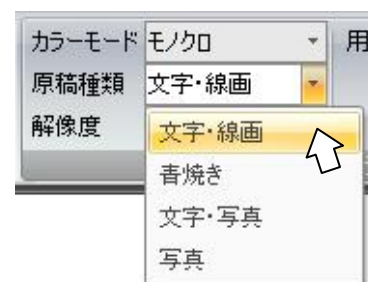 カラーモード モノクロ 用
原稿種類 文字・線画
解像度
文字・線画
青焼き
文字・写真
写真